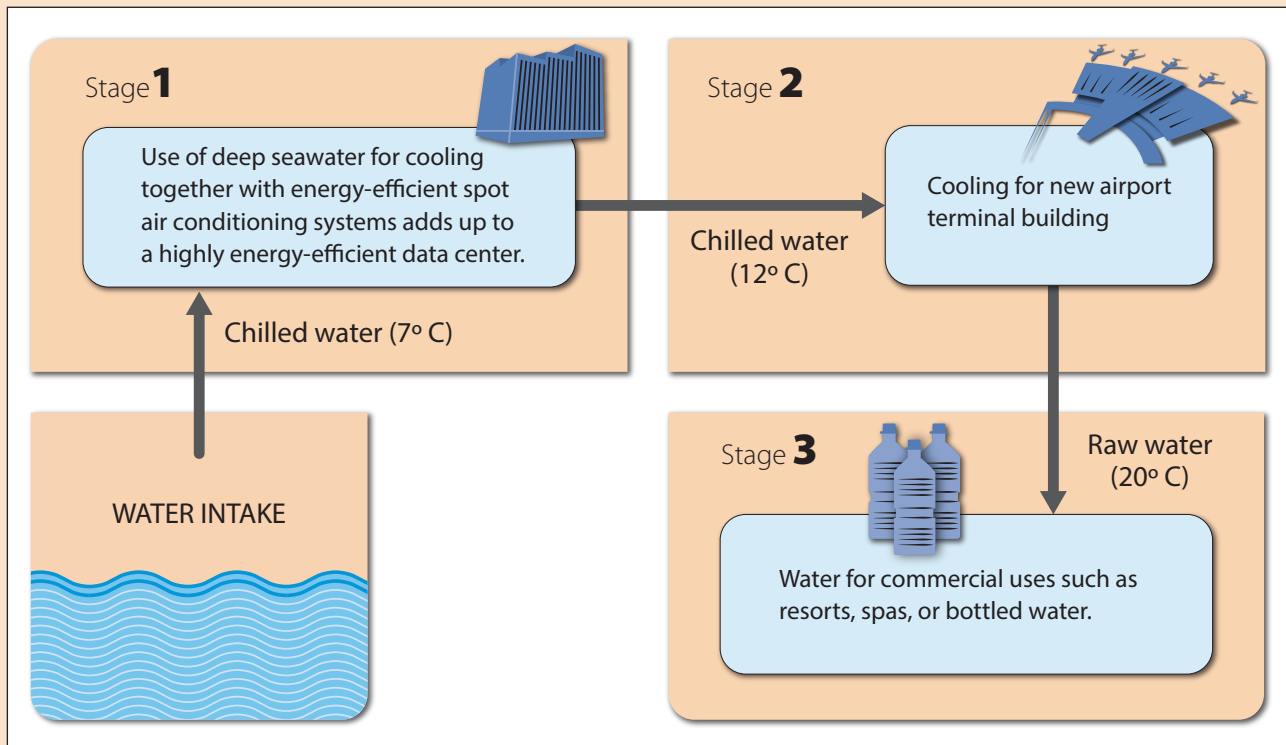 Stage 1
Use of deep seawater for cooling
together with energy-efficient spot
air conditioning systems adds up to
a highly energy-efficient data center.
Chilled water (7º C)
WATER INTAKE
Chilled water
(12º C)
Stage 2
Cooling for new airport
terminal building
Raw water
(20º C)
Stage 3
Water for commercial uses such as
resorts, spas, or bottled water.